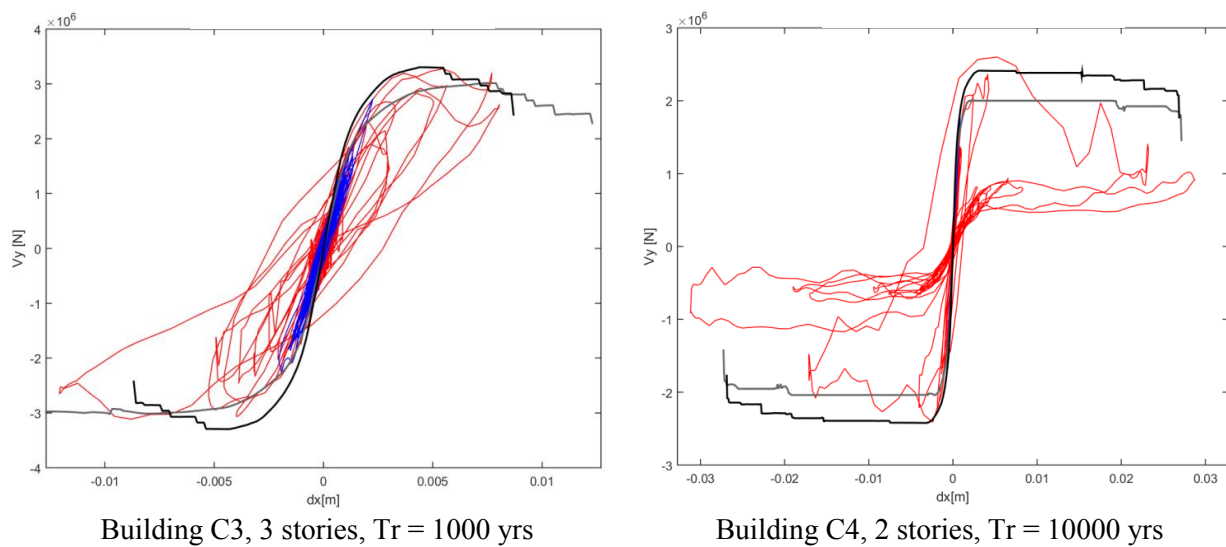 ×10^6
4
3
2
1
0
-1
-2
-3
-4
Vy [N]
-0.01 -0.005 0 0.005 0.01
dx[m]
Building C3, 3 stories, Tr = 1000 yrs
×10^6
3
2
1
0
-1
-2
-3
Vy [N]
-0.03 -0.02 -0.01 0 0.01 0.02 0.03
dx[m]
Building C4, 2 stories, Tr = 10000 yrs